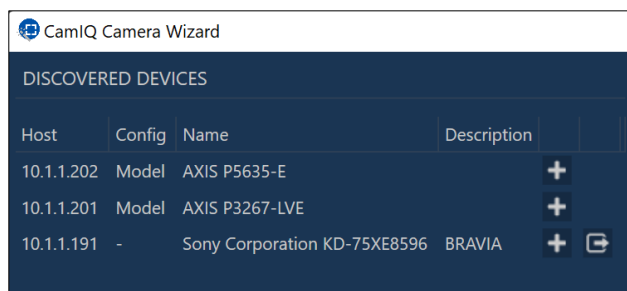 CamIQ Camera Wizard
DISCOVERED DEVICES
Host Config Name Description
10.1.1.202 Model AXIS P5635-E
10.1.1.201 Model AXIS P3267-LVE
10.1.1.191 - Sony Corporation KD-75XE8596 BRAVIA